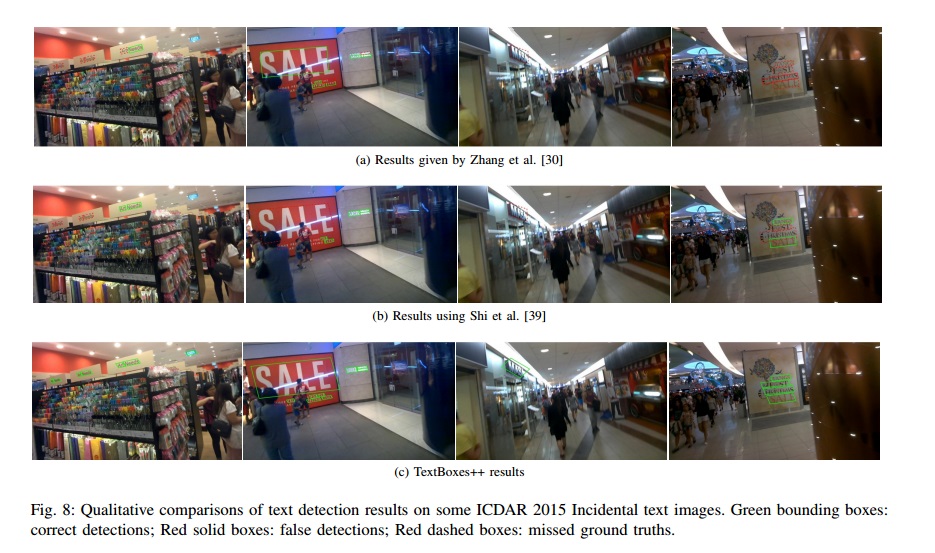 SALE
(a) Results given by Zhang et al. [30]
SALE
(b) Results using Shi et al. [39]
SALE
(c) TextBoxes++ results
Fig. 8: Qualitative comparisons of text detection results on some ICDAR 2015 Incidental text images. Green bounding boxes:
correct detections; Red solid boxes: false detections; Red dashed boxes: missed ground truths.